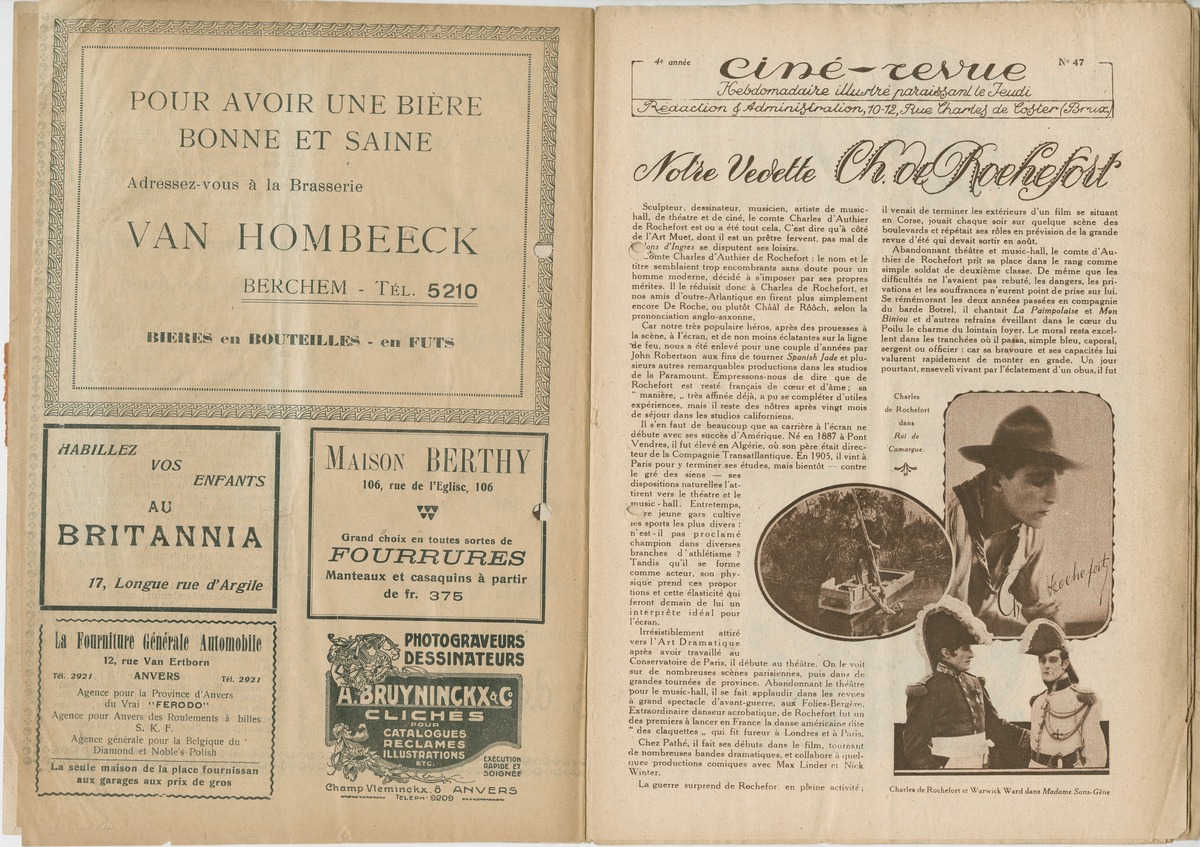 POUR AVOIR UNE BIÈRE
BONNE ET SAINE
Adressez-vous à la Brasserie
VAN HOMBEECK
BERCHEM - TÉL. 5210
BIERES en BOUTEILLES - en FUTS
HABILLEZ
VOS
ENFANTS
AU
BRITANNIA
17, Longue rue d'Argile
MAISON BERTHY
106, rue de l'Eglise, 106
Grand choix en toutes sortes de
FOURRURES
Manteaux et casaquins à partir
de fr. 375
La Fourniture Générale Automobile
12, rue Van Ertborn
Tél. 2921 ANVERS Tél. 2921
Agence pour la Province d'Anvers
du Vrai "FERODO"
Agence pour Anvers des Roulements à billes
S. K. F.
Agence générale pour la Belgique du
Diamond et Noble's Polish
La seule maison de la place fournissan
aux garages aux prix de gros
PHOTOGRAVEURS
DESSINATEURS
A. BRUYNINCKX & C°
CLICHÉS
POUR
CATALOGUES
RÉCLAMES
ILLUSTRATIONS
ETC.
EXÉCUTION
RAPIDE ET
SOIGNÉE
Champ Vleminckx. 8 ANVERS
TELEPH· 9209
4e année
ciné-revue
N° 47
Hebdomadaire illustré paraissant le Jeudi
Rédaction & Administration, 10-12, Rue Charles de Coster (Brux)
Notre Vedette Ch. de Rochefort
Sculpteur, dessinateur, musicien, artiste de music-
hall, de théatre et de ciné, le comte Charles d'Authier
de Rochefort est ou a été tout cela. C'est dire qu'à côté
de l'Art Muet, dont il est un prêtre fervent, pas mal de
ons d'Ingres se disputent ses loisirs.
Comte Charles d'Authier de Rochefort : le nom et le
titre semblaient trop encombrants sans doute pour un
homme moderne, décidé à s'imposer par ses propres
mérites. Il le réduisit donc à Charles de Rochefort, et
nos amis d'outre-Atlantique en firent plus simplement
encore De Roche, ou plutôt Chââl de Rôôch, selon la
prononciation anglo-saxonne.
Car notre très populaire héros, après des prouesses à
la scène, à l'écran, et de non moins éclatantes sur la ligne
de feu, nous a été enlevé pour une couple d'années par
John Robertson aux fins de tourner Spanish Jade et plu-
sieurs autres remarquables productions dans les studios
de la Paramount. Empressons-nous de dire que de
Rochefort est resté français de cœur et d'âme ; sa
" manière, „ très affinée déjà, a pu se compléter d'utiles
expériences, mais il reste des nôtres après vingt mois
de séjour dans les studios californiens.
Il s'en faut de beaucoup que sa carrière à l'écran ne
débute avec ses succès d'Amérique. Né en 1887 à Pont
Vendres, il fut élevé en Algérie, où son père était direc-
teur de la Compagnie Transatlantique. En 1905, il vint à
Paris pour y terminer ses études, mais bientôt — contre
le gré des siens — ses
dispositions naturelles l'at-
tirent vers le théatre et le
music-hall. Entretemps,
re jeune gars cultive
es sports les plus divers :
n'est-il pas proclamé
champion dans diverses
branches d'athlétisme ?
Tandis qu'il se forme
comme acteur, son phy-
sique prend ces propor
tions et cette élasticité qui
feront demain de lui un
interprète idéal pour
l'écran.
Irrésistiblement attiré
vers l'Art Dramatique
après avoir travaillé au
Conservatoire de Paris, il débute au théâtre. On le voit
sur de nombreuses scènes parisiennes, puis dans de
grandes tournées de province. Abandonnant le théâtre
pour le music-hall, il se fait applaudir dans les revues
à grand spectacle d'avant-guerre, aux Folies-Bergère.
Extraordinaire danseur acrobatique, de Rochefort fut un
des premiers à lancer en France la danse américaine dite
" des claquettes „ qui fit fureur à Londres et à Paris.
Chez Pathé, il fait ses débuts dans le film, tournant
de nombreuses bandes dramatiques, et collabore à quel-
ques productions comiques avec Max Linder et Nick
Winter.
La guerre surprend de Rochefor. en pleine activité ;
il venait de terminer les extérieurs d'un film se situant
en Corse, jouait chaque soir sur quelque scène des
boulevards et répétait ses rôles en prévision de la grande
revue d'été qui devait sortir en août.
Abandonnant théâtre et music-hall, le comte d'Au-
thier de Rochefort prit sa place dans le rang comme
simple soldat de deuxième classe. De même que les
difficultés ne l'avaient pas rebuté, les dangers, les pri-
vations et les souffrances n'eurent point de prise sur lui.
Se remémorant les deux années passées en compagnie
du barde Botrel, il chantait La Paimpolaise et Mon
Biniou et d'autres refrains éveillant dans le cœur du
Poilu le charme du lointain foyer. Le moral resta excel-
lent dans les tranchées où il passa, simple bleu, caporal,
sergent ou officier : car sa bravoure et ses capacités lui
valurent rapidement de monter en grade. Un jour
pourtant, enseveli vivant par l'éclatement d'un obus, il fut
Charles
de Rochefort
dans
Roi de
Camargue.
Ch Rochefort
Charles de Rochefort et Warwick Ward dans Madame Sans-Gène